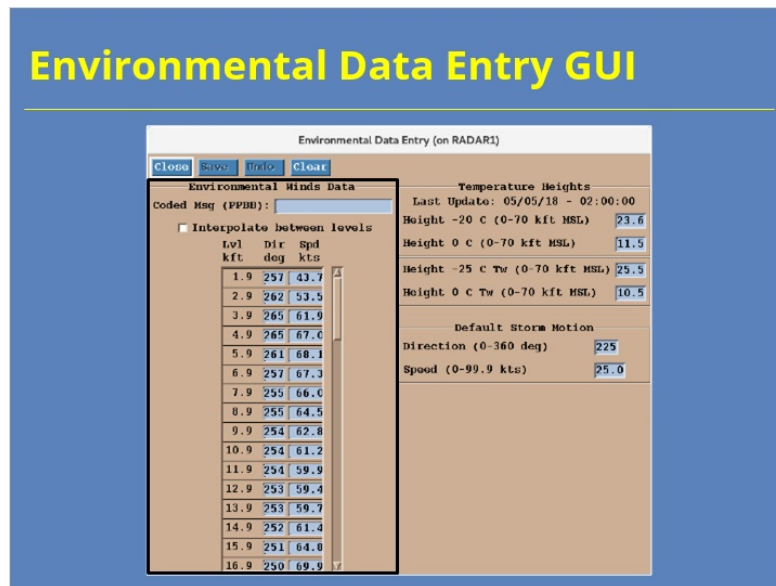 Environmental Data Entry GUI
Environmental Data Entry (on RADAR1)
Close Save Undo Clear
Environmental Winds Data
Coded Msg (PPBB):
Interpolate between levels
Lvl Dir Spd
kft deg kts
1.9 257 43.7
2.9 262 53.5
3.9 265 61.9
4.9 265 67.0
5.9 261 68.1
6.9 257 67.3
7.9 255 66.0
8.9 255 64.5
9.9 254 62.8
10.9 254 61.2
11.9 254 59.9
12.9 253 59.4
13.9 253 59.7
14.9 252 61.4
15.9 251 64.8
16.9 250 69.9
Temperature Heights
Last Update: 05/05/18 - 02:00:00
Height -20 C (0-70 kft MSL) 23.6
Height 0 C (0-70 kft MSL) 11.5
Height -25 C Tw (0-70 kft MSL) 25.5
Height 0 C Tw (0-70 kft MSL) 10.5
Default Storm Motion
Direction (0-360 deg) 225
Speed (0-99.9 kts) 25.0